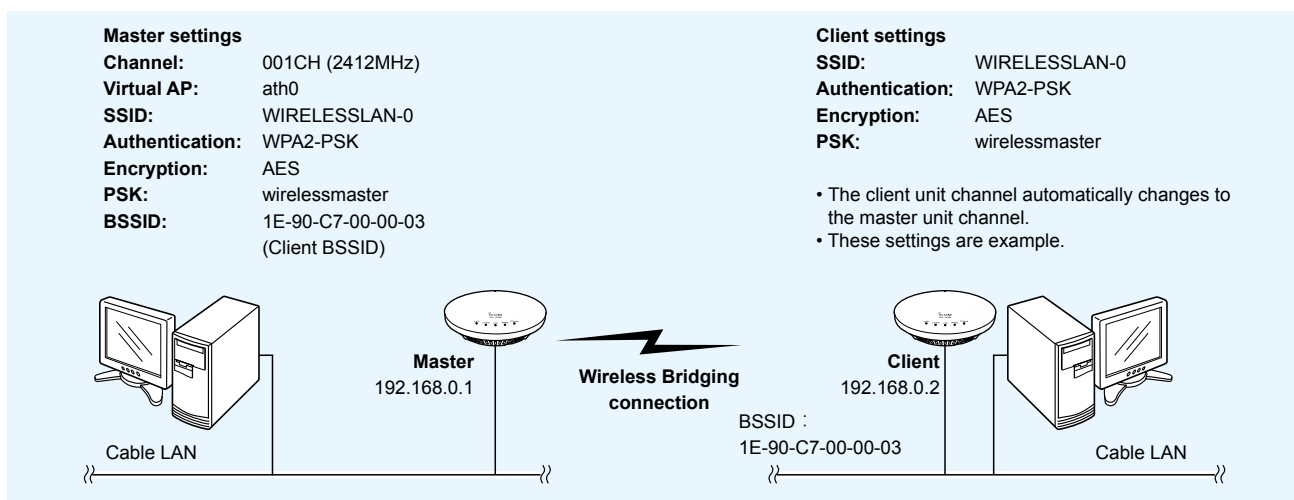 Master settings
Channel: 001CH (2412MHz)
Virtual AP: ath0
SSID: WIRELESSLAN-0
Authentication: WPA2-PSK
Encryption: AES
PSK: wirelessmaster
BSSID: 1E-90-C7-00-00-03
(Client BSSID)
Client settings
SSID: WIRELESSLAN-0
Authentication: WPA2-PSK
Encryption: AES
PSK: wirelessmaster
• The client unit channel automatically changes to
the master unit channel.
• These settings are example.
Master
192.168.0.1
Wireless Bridging
connection
Client
192.168.0.2
BSSID :
1E-90-C7-00-00-03
Cable LAN
Cable LAN